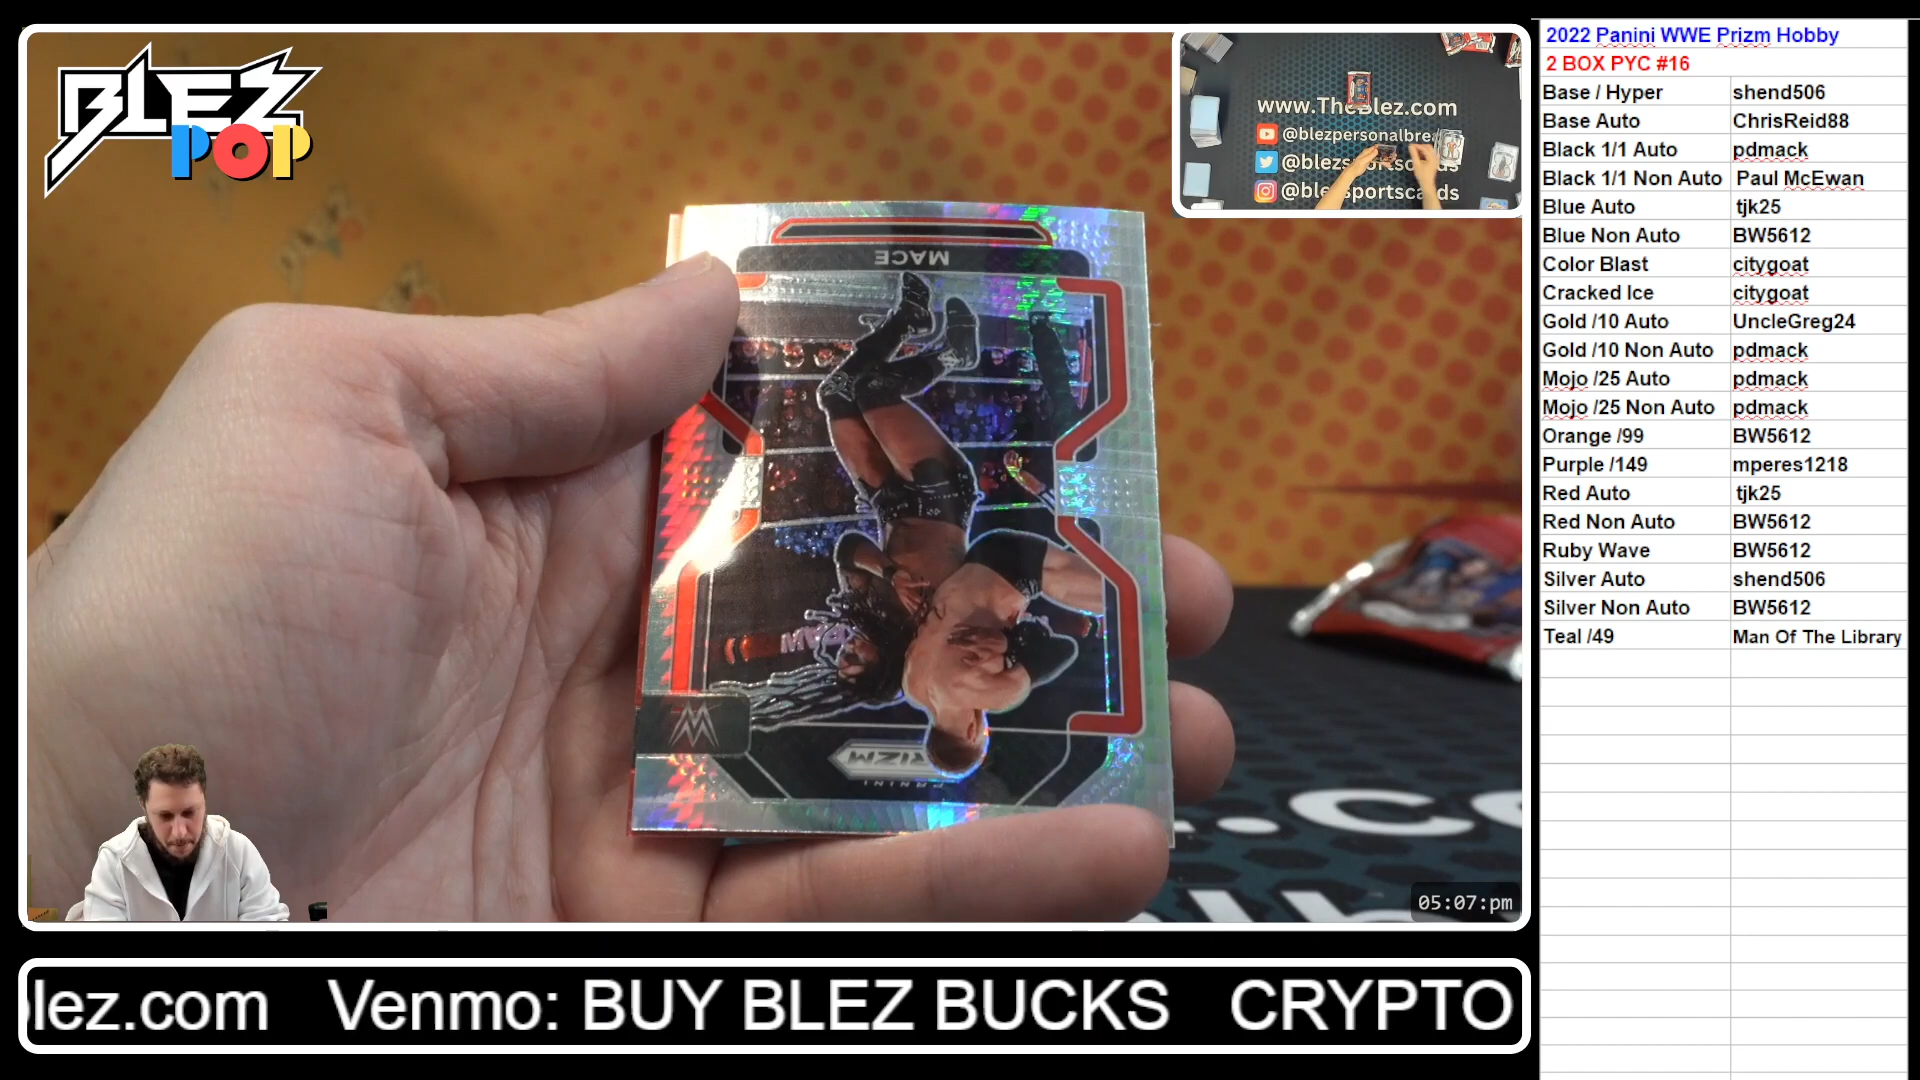 BLEZ
POP
www.TheBlez.com
@blezpersonalbrea
@blezsportscards
@blezsportscards
MACE
W
PRIZM
PANINI
05:07:pm
lez.com Venmo: BUY BLEZ BUCKS CRYPTO
2022 Panini WWE Prizm Hobby
2 BOX PYC #16
Base / Hyper shend506
Base Auto ChrisReid88
Black 1/1 Auto pdmack
Black 1/1 Non Auto Paul McEwan
Blue Auto tjk25
Blue Non Auto BW5612
Color Blast citygoat
Cracked Ice citygoat
Gold /10 Auto UncleGreg24
Gold /10 Non Auto pdmack
Mojo /25 Auto pdmack
Mojo /25 Non Auto pdmack
Orange /99 BW5612
Purple /149 mperes1218
Red Auto tjk25
Red Non Auto BW5612
Ruby Wave BW5612
Silver Auto shend506
Silver Non Auto BW5612
Teal /49 Man Of The Library